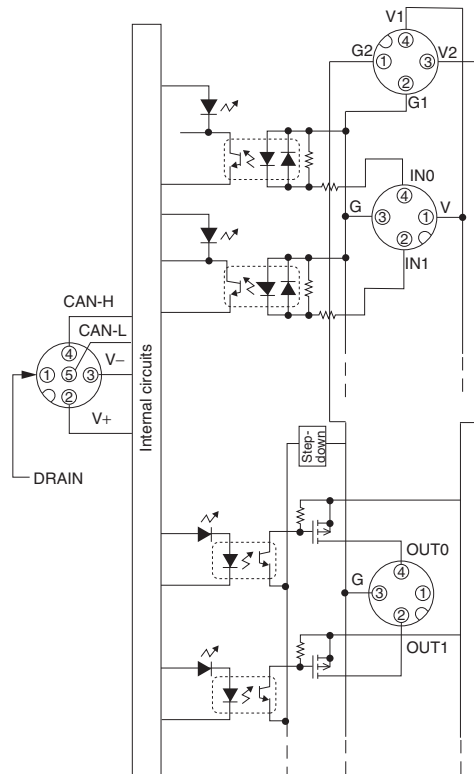 V1
G2
④
V2
①
③
②
G1
IN0
④
G
③
①
V
②
IN1
CAN-H
CAN-L
④
V−
①
⑤
③
②
V+
DRAIN
Internal circuits
Step-
down
OUT0
④
G
③
①
②
OUT1